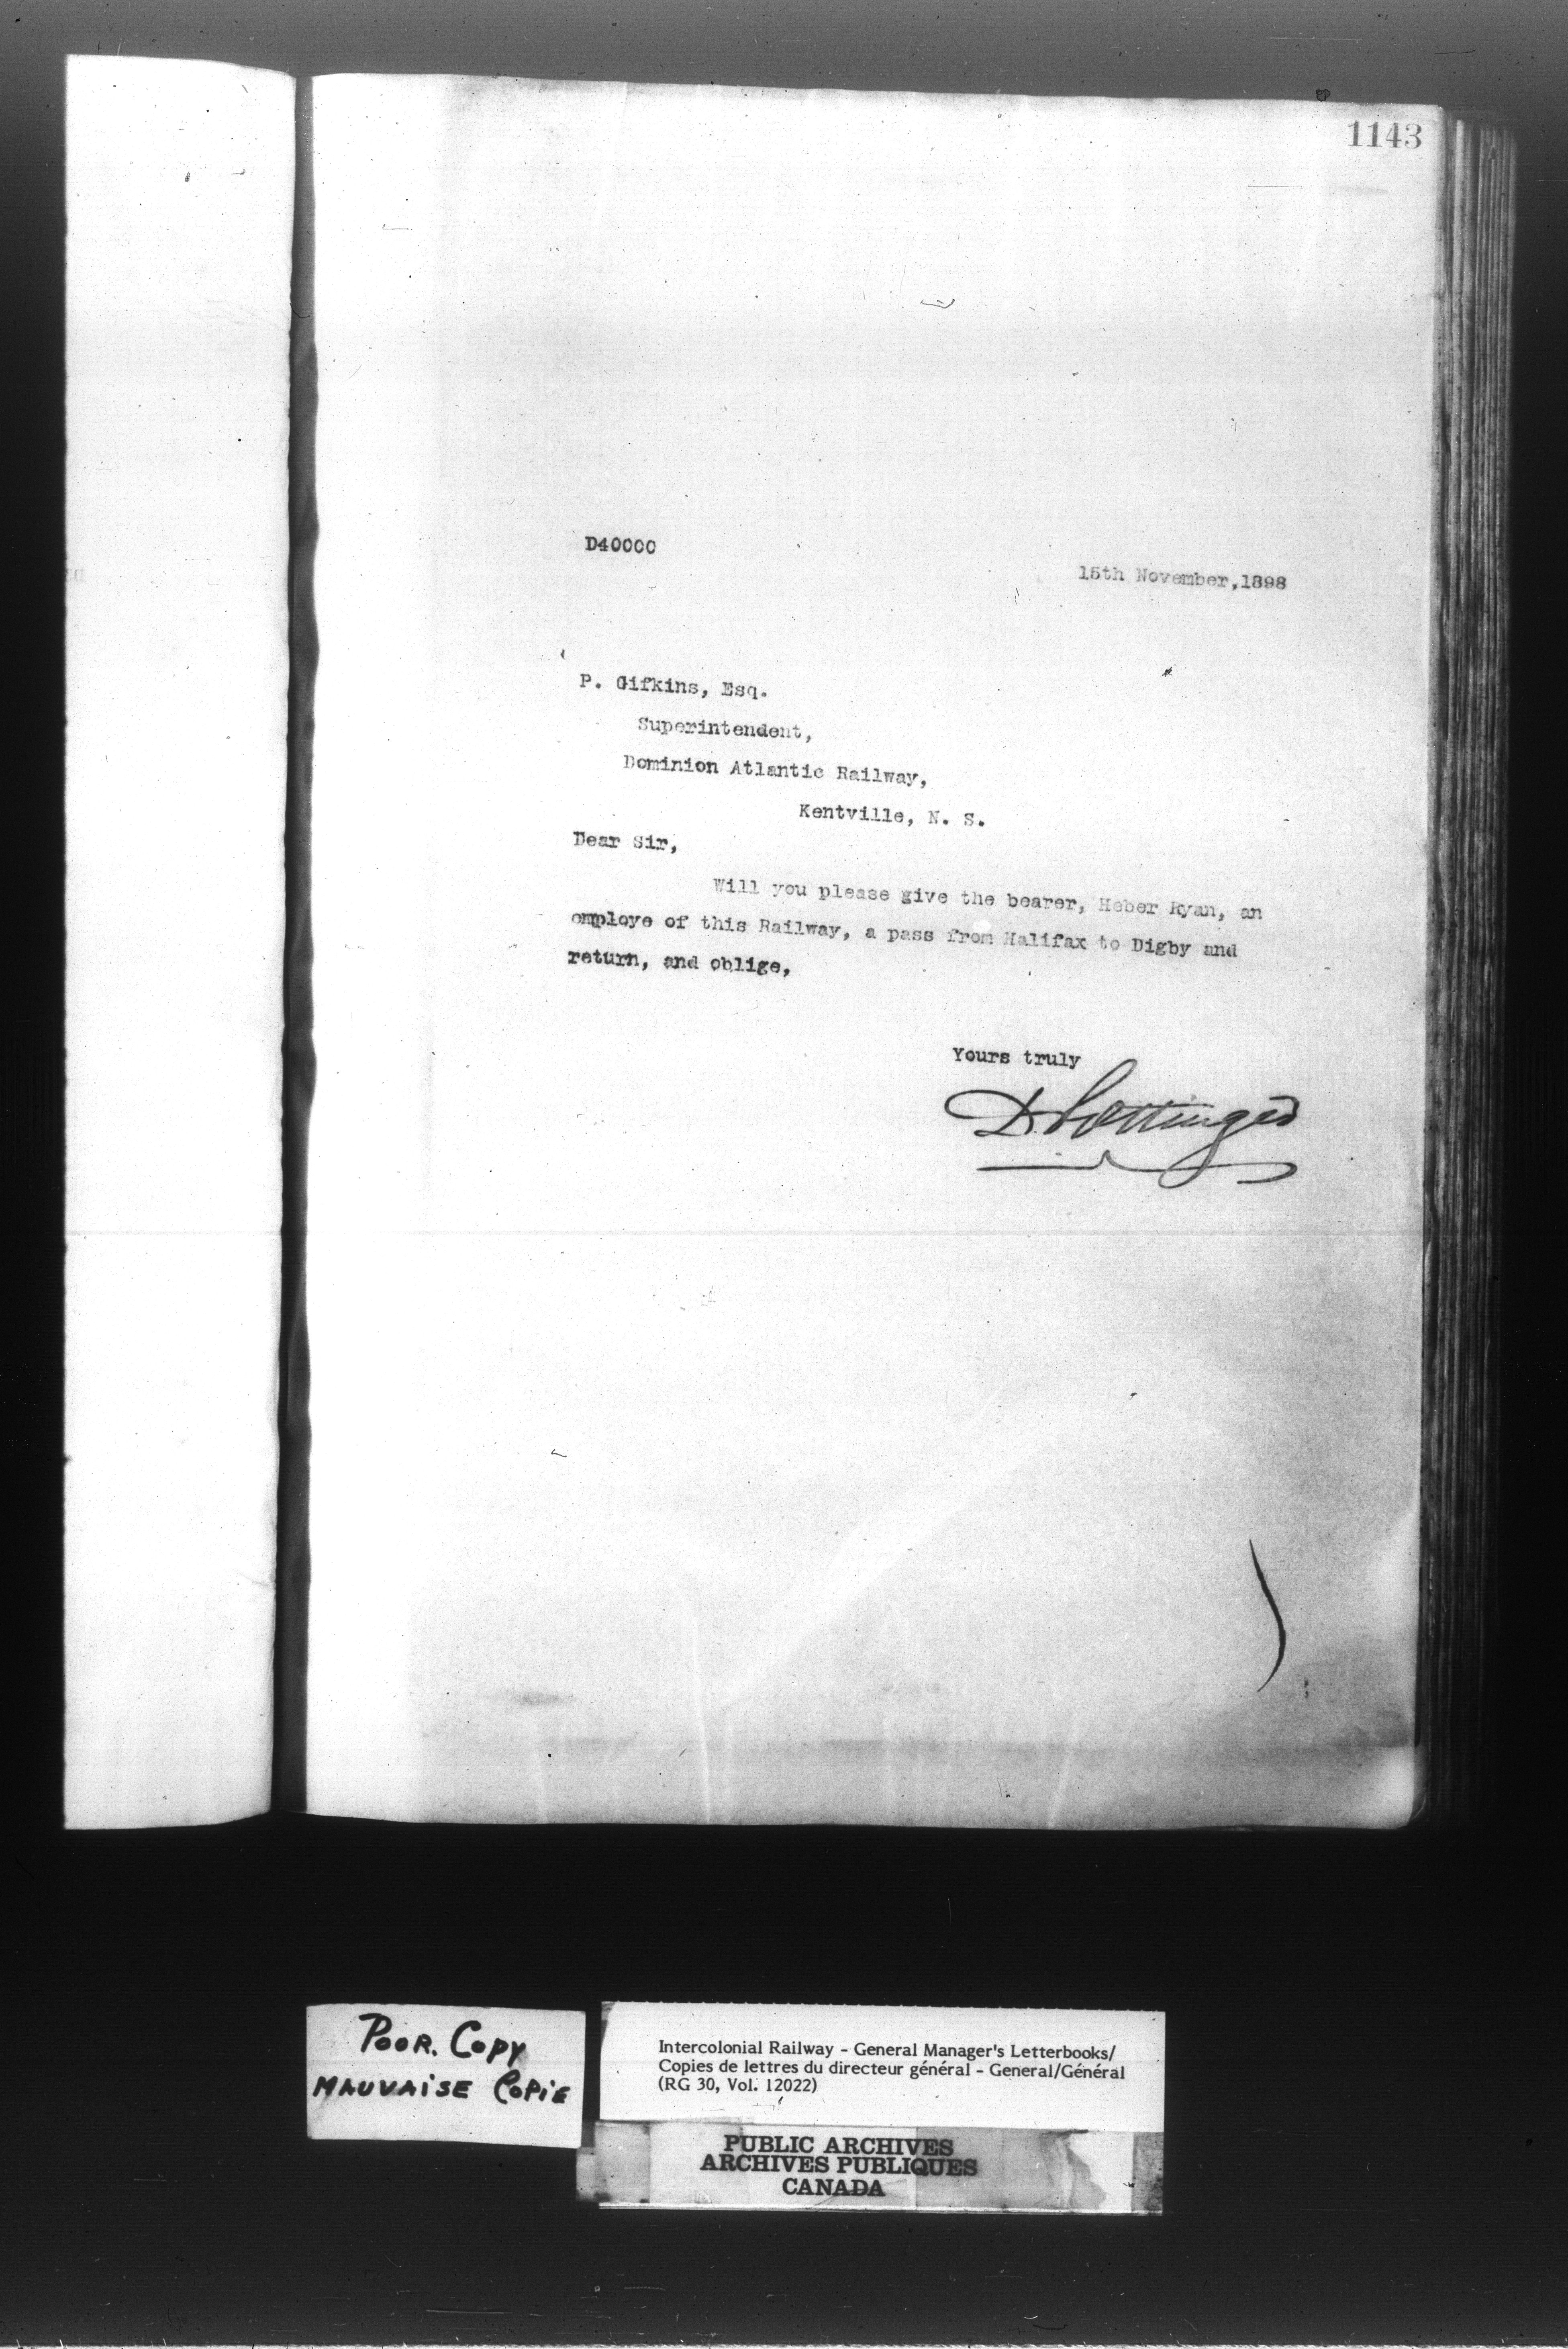 1143
D40000
15th November,1898
P. Gifkins, Esq.
Superintendent,
Dominion Atlantic Railway,
Kentville, N. S.
Dear Sir,
Will you please give the bearer, Heber Ryan, an
employe of this Railway, a pass from Halifax to Digby and
return, and oblige,
Yours truly
D. Pottinger
POOR. COPY
MAUVAISE COPIE
Intercolonial Railway - General Manager's Letterbooks/
Copies de lettres du directeur général - General/Général
(RG 30, Vol. 12022)
PUBLIC ARCHIVES
ARCHIVES PUBLIQUES
CANADA